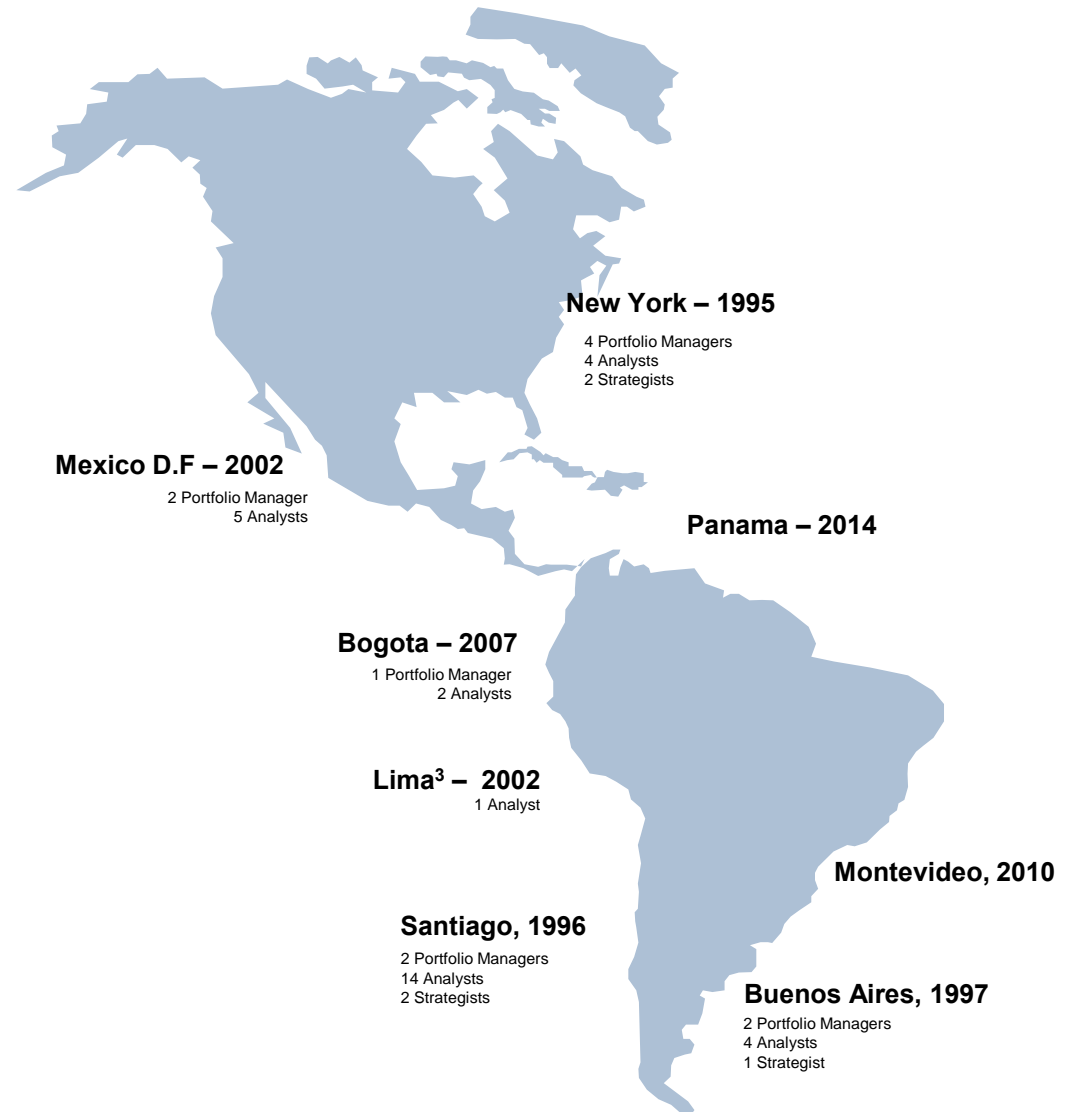 New York – 1995
4 Portfolio Managers
4 Analysts
2 Strategists
Mexico D.F – 2002
2 Portfolio Manager
5 Analysts
Panama – 2014
Bogota – 2007
1 Portfolio Manager
2 Analysts
Lima³ – 2002
1 Analyst
Montevideo, 2010
Santiago, 1996
2 Portfolio Managers
14 Analysts
2 Strategists
Buenos Aires, 1997
2 Portfolio Managers
4 Analysts
1 Strategist